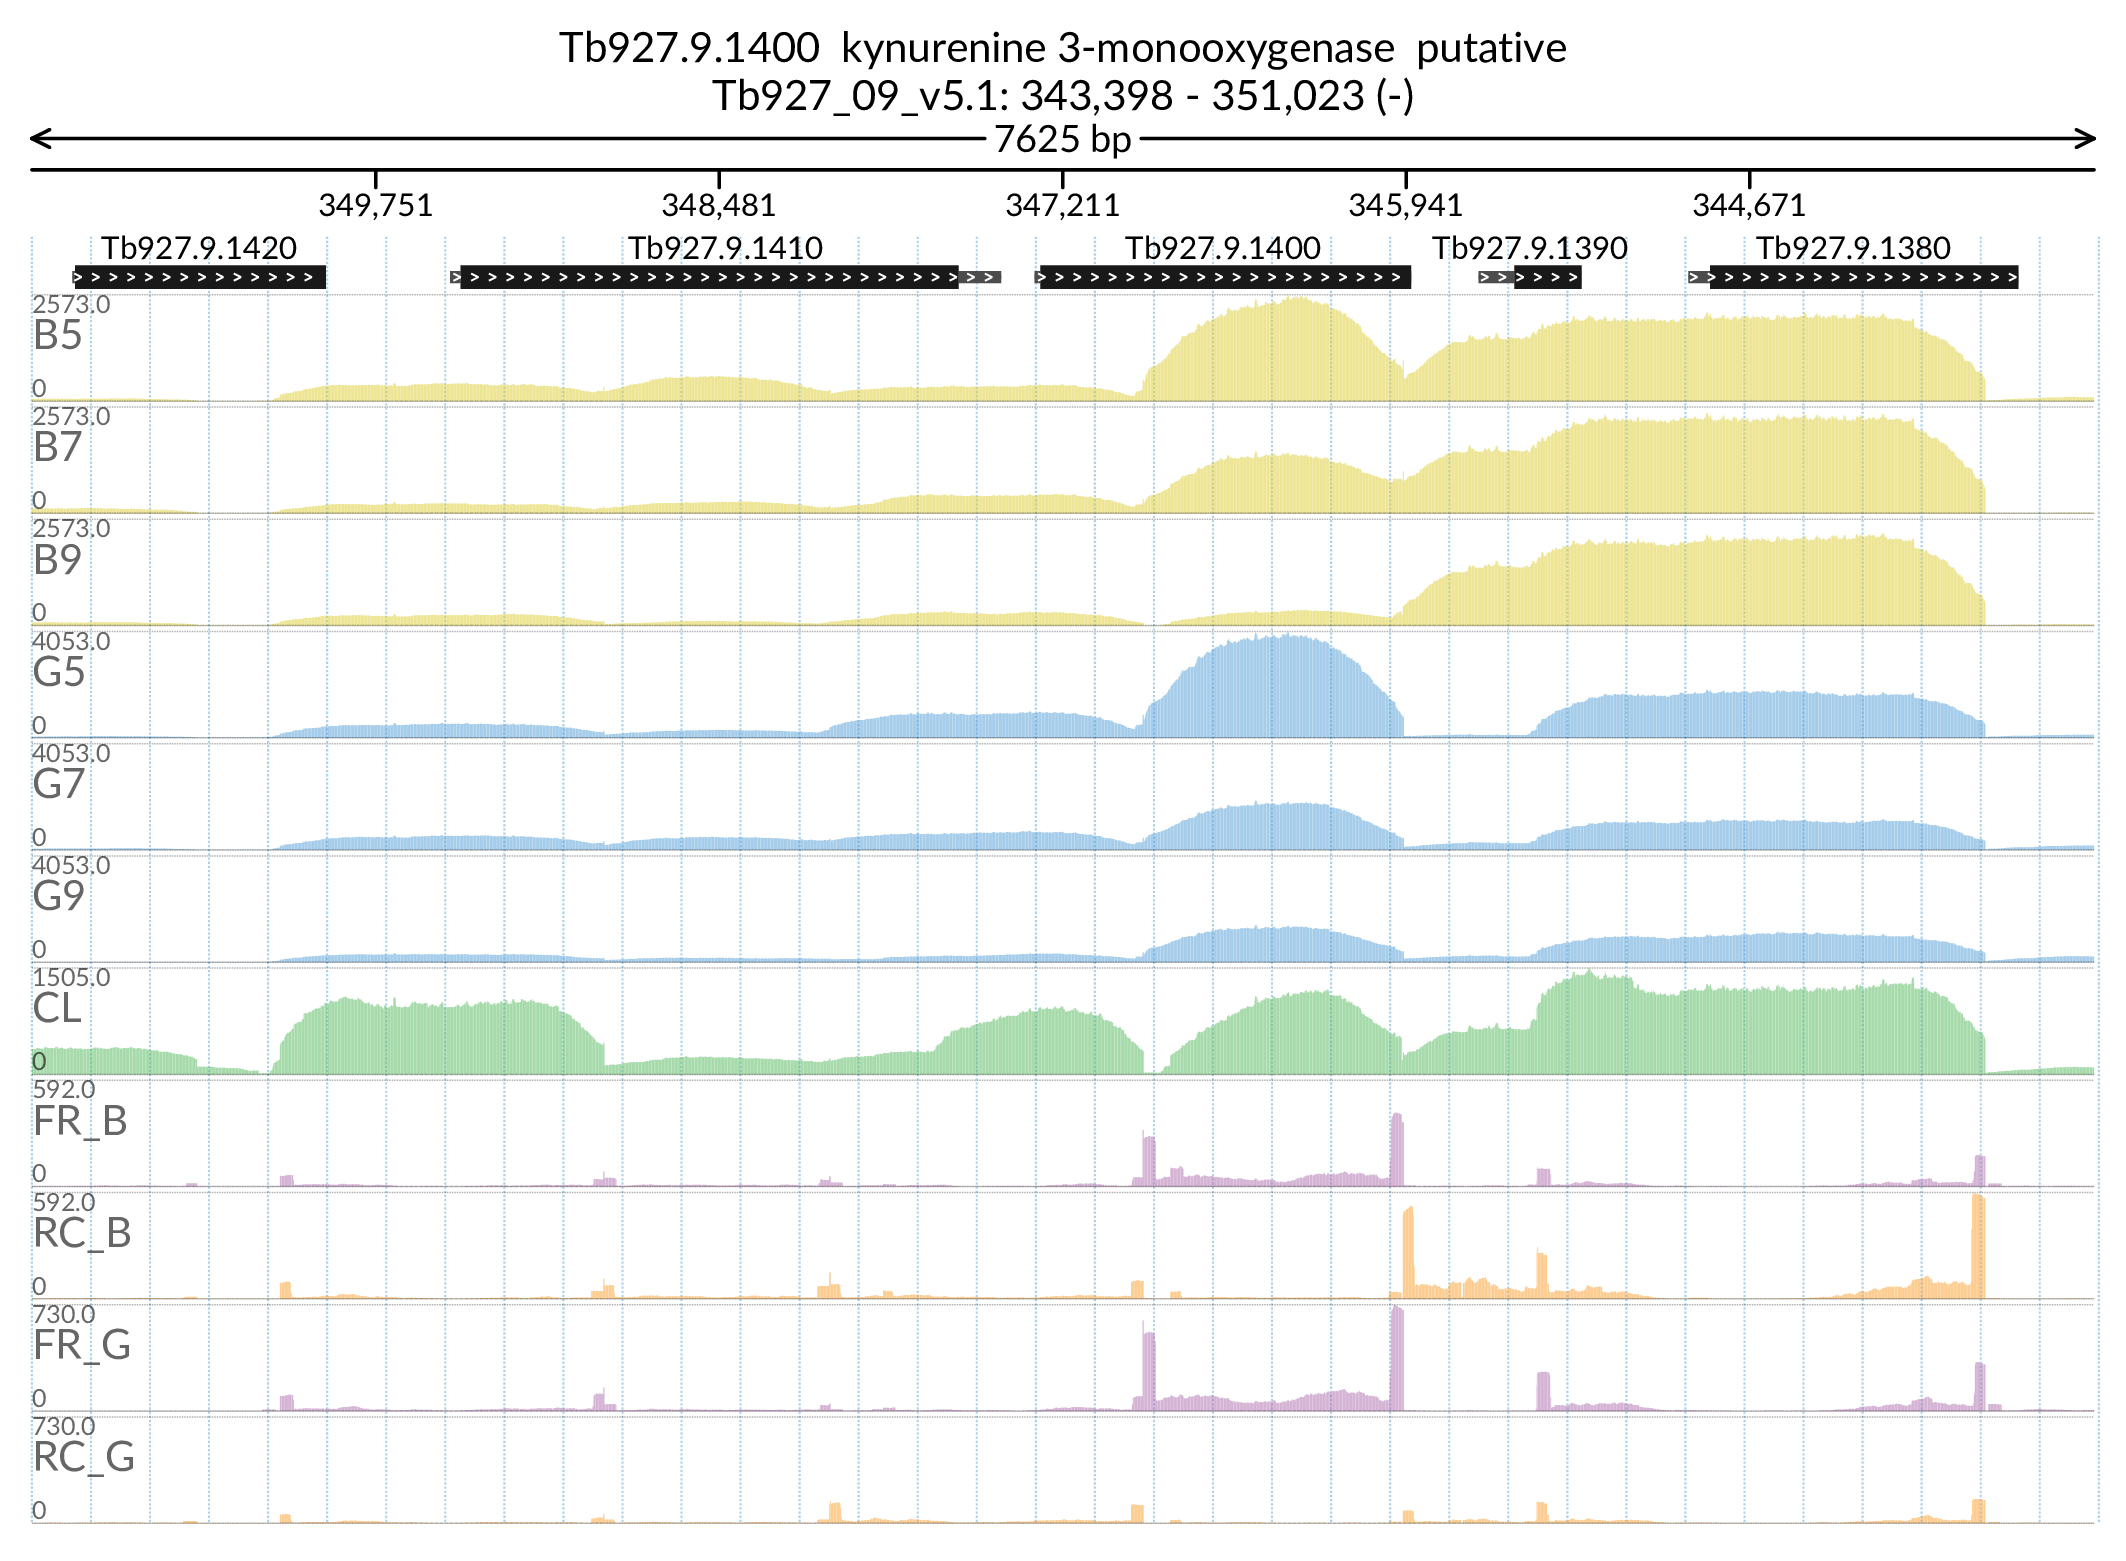 Tb927.9.1400 kynurenine 3-monooxygenase putative
Tb927_09_v5.1: 343,398 - 351,023 (-)
7625 bp
349,751 348,481 347,211 345,941 344,671
Tb927.9.1420 Tb927.9.1410 Tb927.9.1400 Tb927.9.1390 Tb927.9.1380
2573.0
B5
0
2573.0
B7
0
2573.0
B9
0
4053.0
G5
0
4053.0
G7
0
4053.0
G9
0
1505.0
CL
0
592.0
FR_B
0
592.0
RC_B
0
730.0
FR_G
0
730.0
RC_G
0